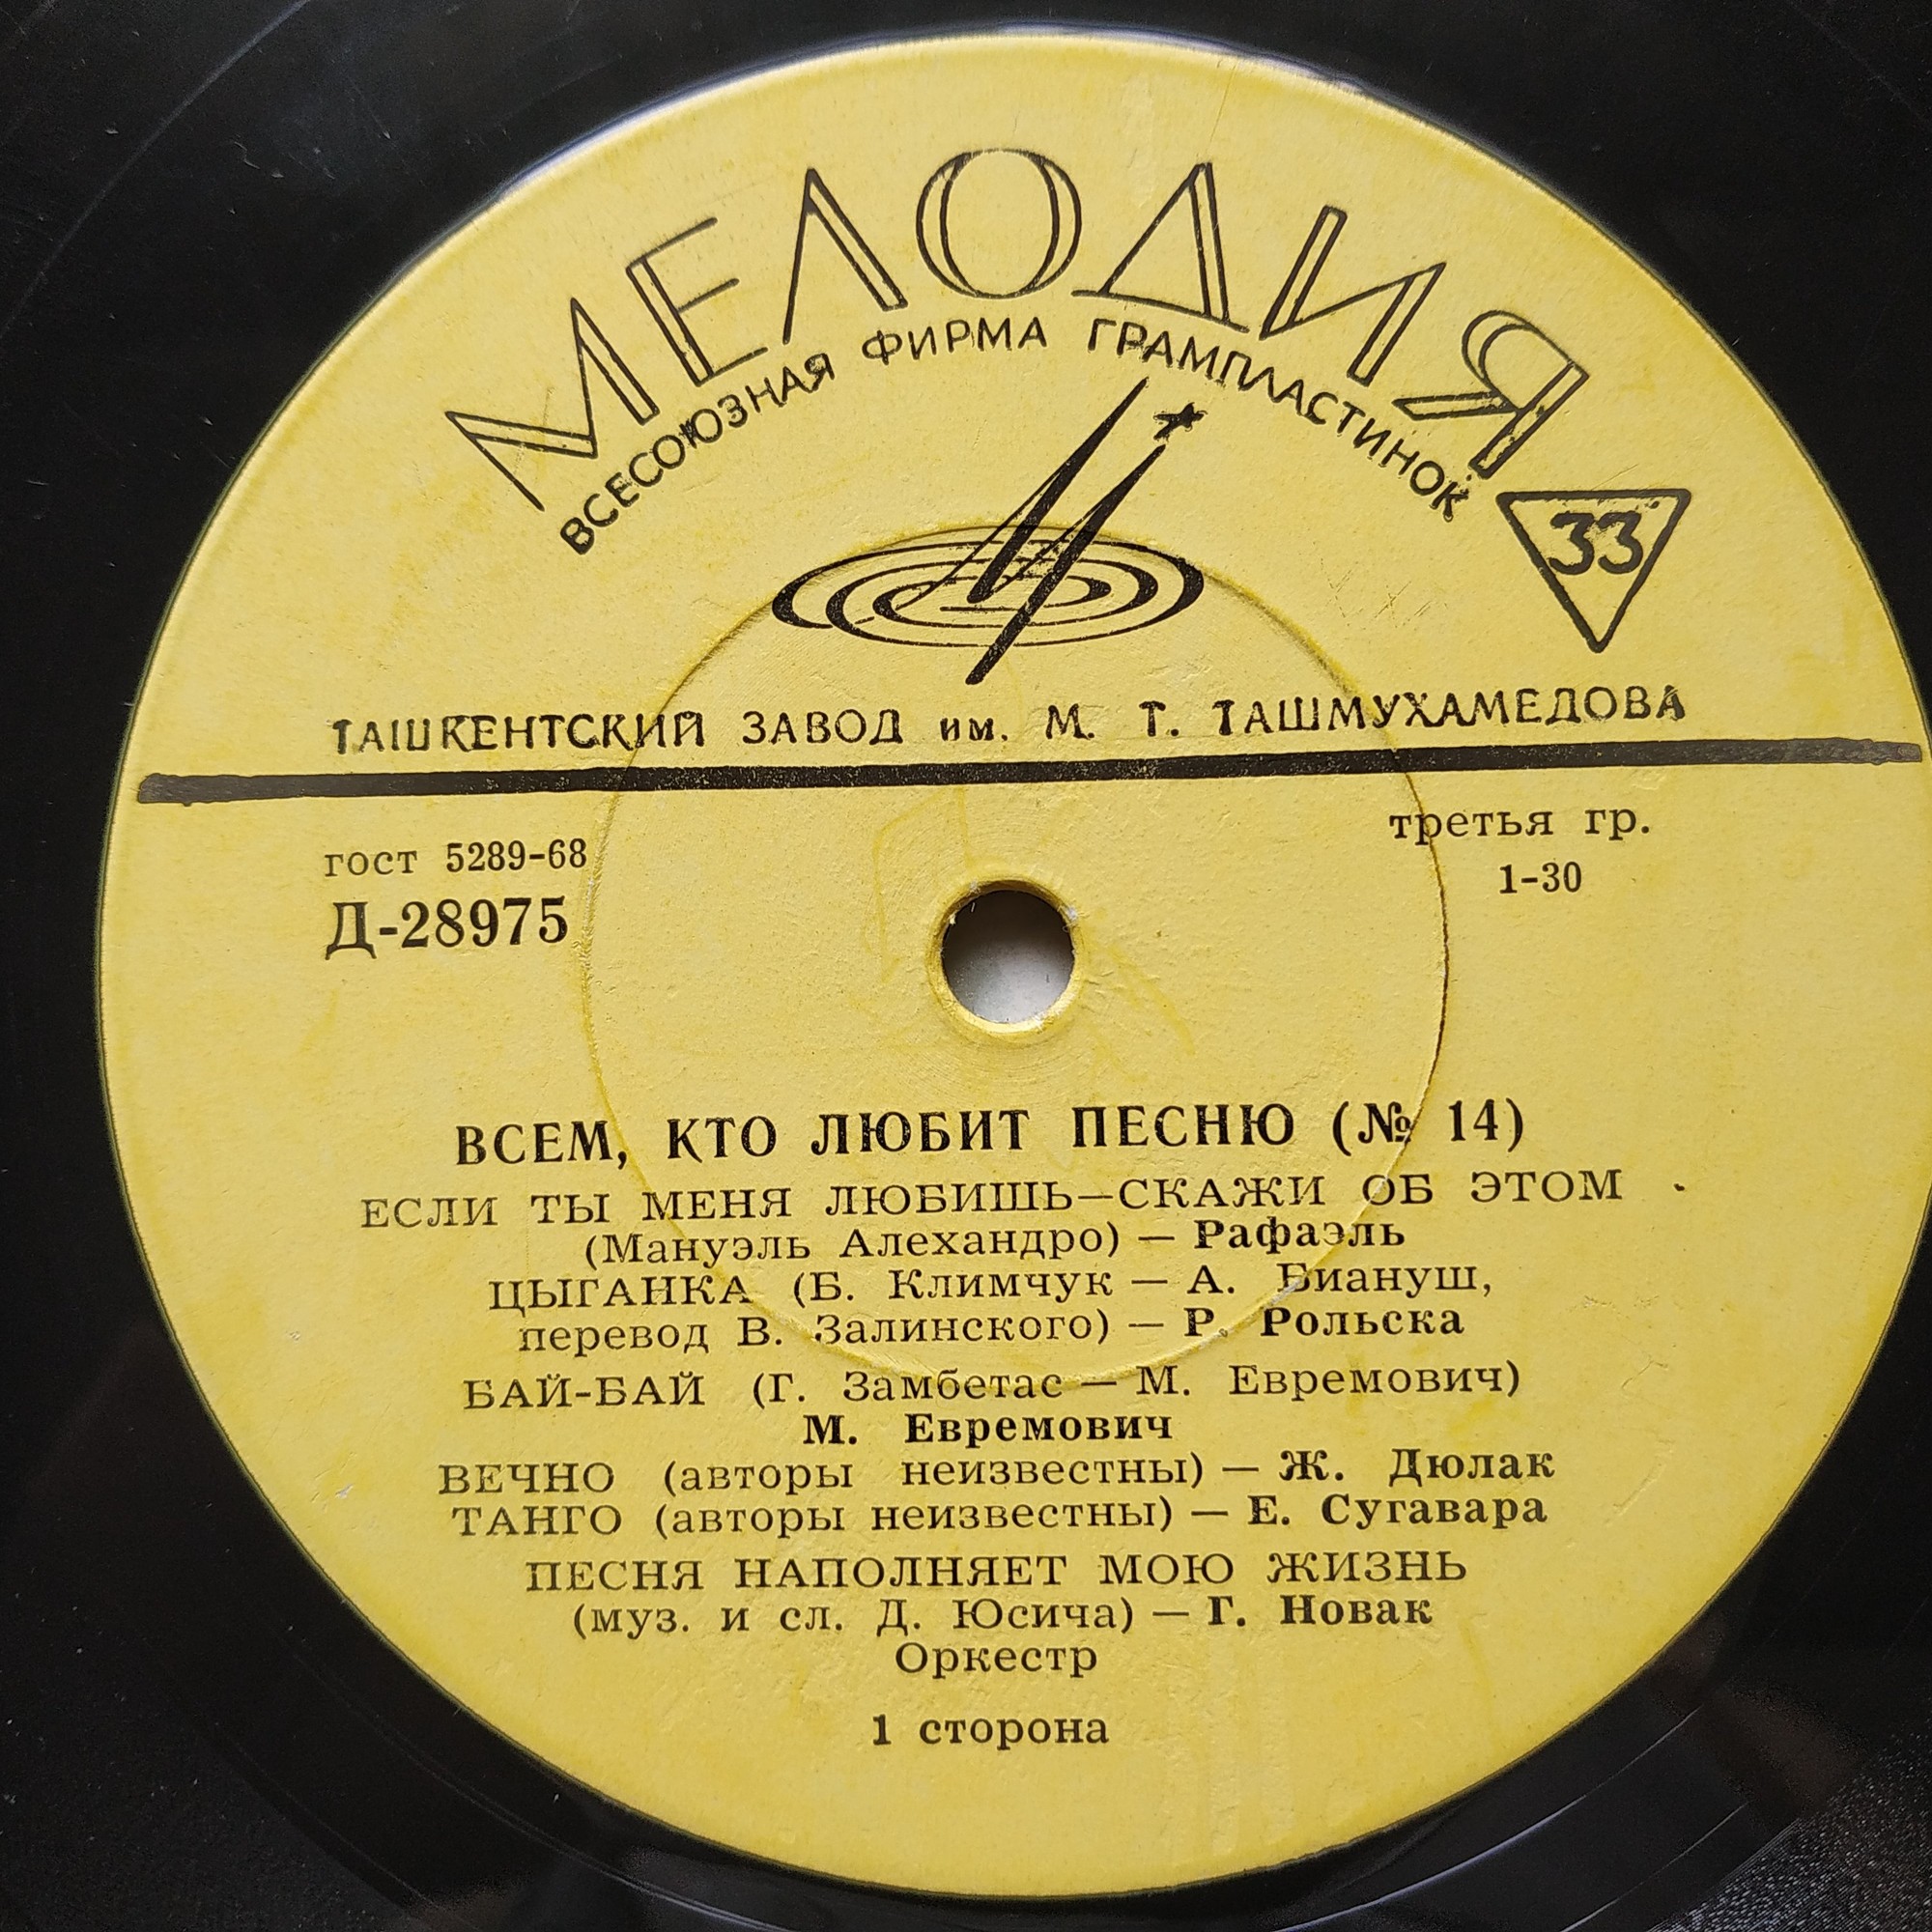 МЕЛОДИЯ
ВСЕСОЮЗНАЯ ФИРМА ГРАМПЛАСТИНОК
33
ТАШКЕНТСКИЙ ЗАВОД им. М. Т. ТАШМУХАМЕДОВА
гост 5289-68
третья гр.
Д-28975
1-30
ВСЕМ, КТО ЛЮБИТ ПЕСНЮ (№ 14)
ЕСЛИ ТЫ МЕНЯ ЛЮБИШЬ—СКАЖИ ОБ ЭТОМ
(Мануэль Алехандро) — Рафаэль
ЦЫГАНКА (Б. Климчук — А. Биануш,
перевод В. Залинского) — Р. Рольска
БАЙ-БАЙ (Г. Замбетас — М. Евремович)
М. Евремович
ВЕЧНО (авторы неизвестны) — Ж. Дюлак
ТАНГО (авторы неизвестны) — Е. Сугавара
ПЕСНЯ НАПОЛНЯЕТ МОЮ ЖИЗНЬ
(муз. и сл. Д. Юсича) — Г. Новак
Оркестр
1 сторона